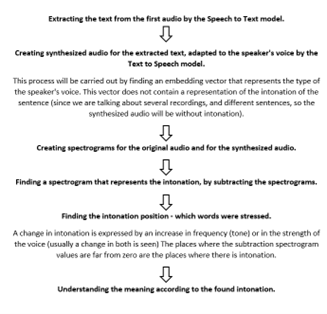 Extracting the text from the first audio by the Speech to Text model.
Creating synthesized audio for the extracted text, adapted to the speaker's voice by the
Text to Speech model.
This process will be carried out by finding an embedding vector that represents the type of
the speaker's voice. This vector does not contain a representation of the intonation of the
sentence (since we are talking about several recordings, and different sentences, so the
synthesized audio will be without intonation).
Creating spectrograms for the original audio and for the synthesized audio.
Finding a spectrogram that represents the intonation, by subtracting the spectrograms.
Finding the intonation position - which words were stressed.
A change in intonation is expressed by an increase in frequency (tone) or in the strength of
the voice (usually a change in both is seen) The places where the subtraction spectrogram
values are far from zero are the places where there is intonation.
Understanding the meaning according to the found intonation.